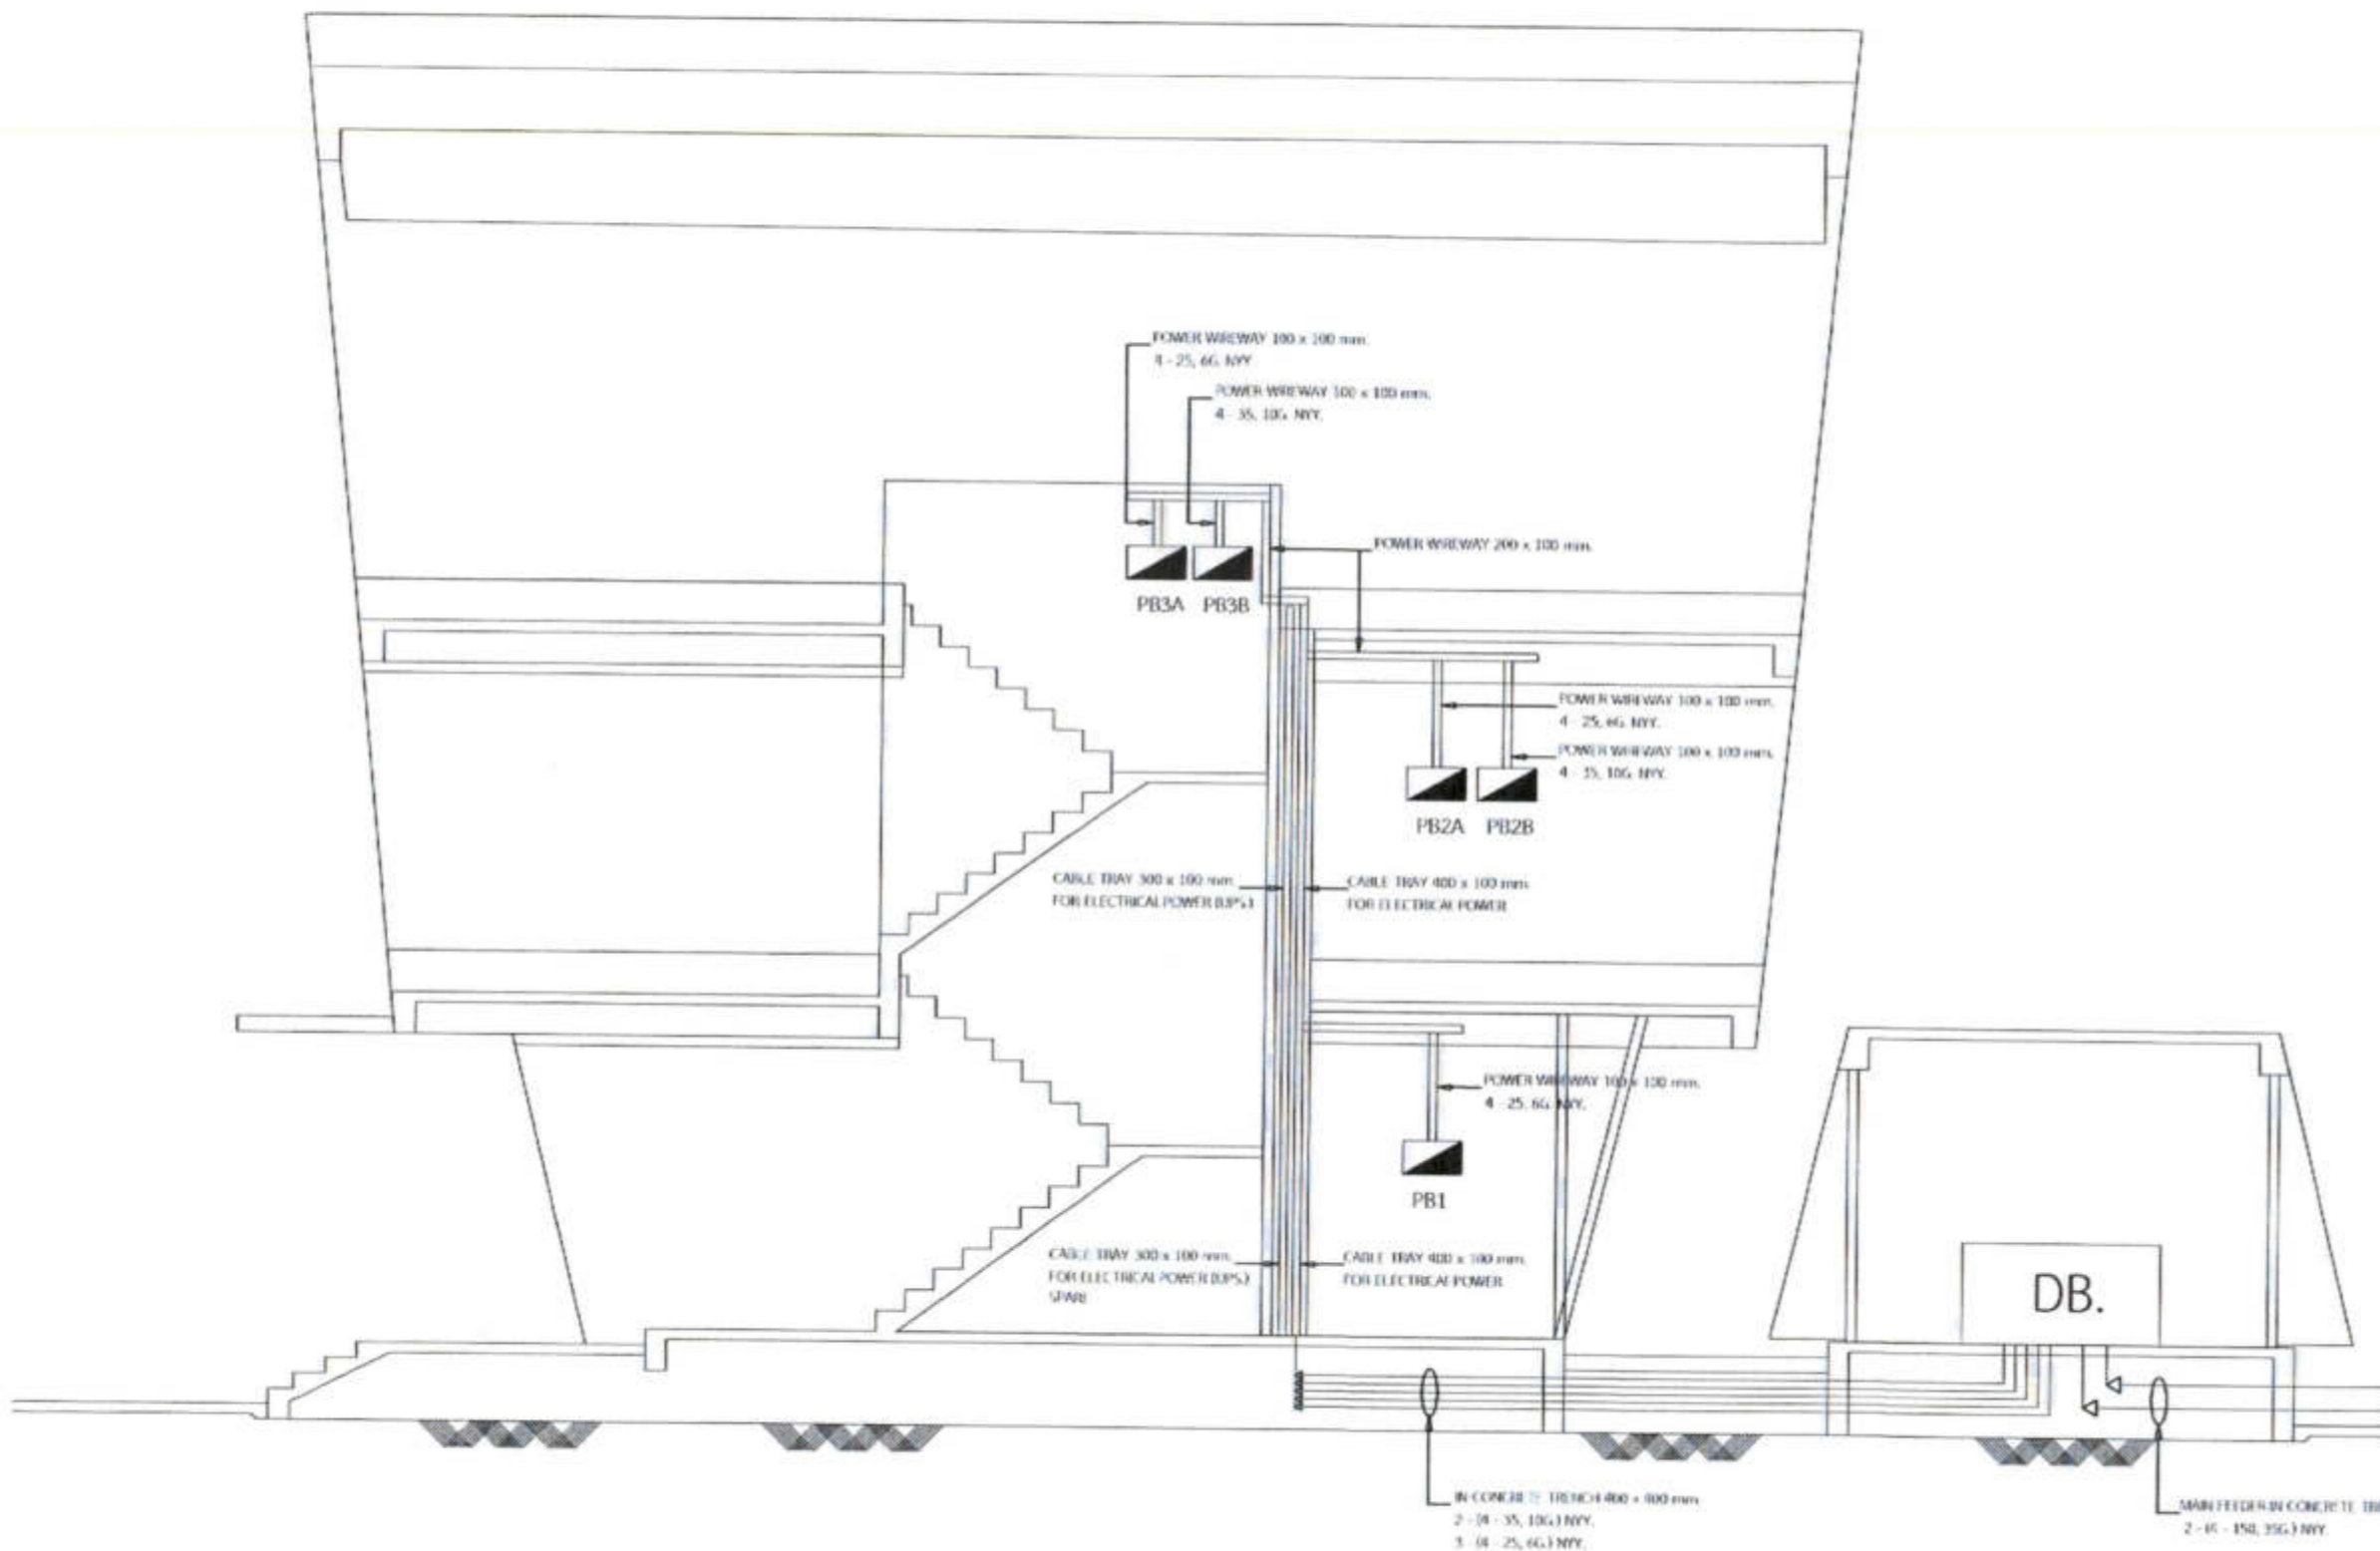 POWER WIREWAY 100 x 100 mm.
4 - 25, 6G. NYY
POWER WIREWAY 100 x 100 mm.
4 - 35, 10G. NYY.
POWER WIREWAY 200 x 100 mm.
PB3A PB3B
POWER WIREWAY 100 x 100 mm.
4 - 25, 6G. NYY.
POWER WIREWAY 100 x 100 mm.
4 - 35, 10G. NYY.
PB2A PB2B
CABLE TRAY 300 x 100 mm.
FOR ELECTRICAL POWER (UPS.)
CABLE TRAY 400 x 100 mm.
FOR ELECTRICAL POWER
POWER WIREWAY 100 x 100 mm.
4 - 25, 6G. NYY.
PB1
CABLE TRAY 300 x 100 mm.
FOR ELECTRICAL POWER (UPS.)
SPARE
CABLE TRAY 400 x 100 mm.
FOR ELECTRICAL POWER
DB.
IN CONCRETE TRENCH 400 x 400 mm
2 - (4 - 35, 10G.) NYY.
3 - (4 - 25, 6G.) NYY.
MAIN FEEDER IN CONCRETE
2 - (4 - 150, 35G.) NYY